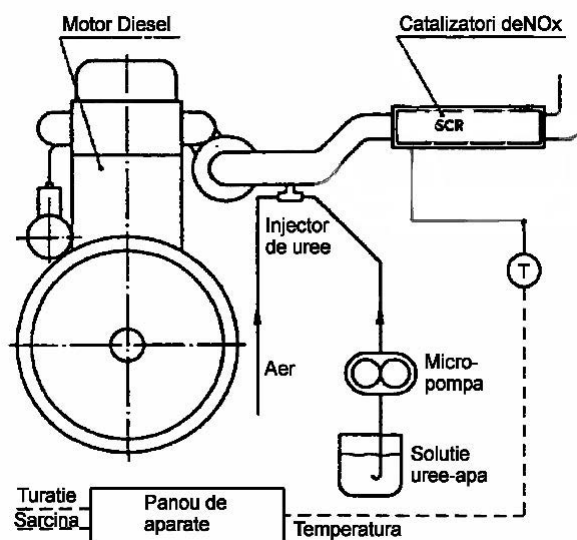 Motor Diesel
Catalizatori deNOx
SCR
Injector
de uree
T
Aer
Micro-
pompa
Solutie
uree-apa
Turatie
Sarcina
Panou de
aparate
Temperatura